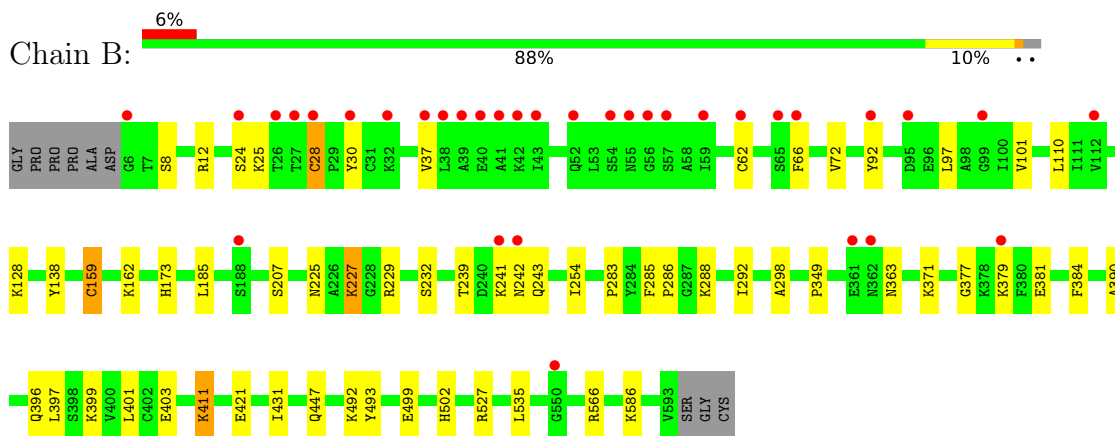 6%
Chain B:
88% 10% • •
GLY PRO PRO PRO ALA ASP G6 T7 S8 R12 S24 K25 T26 T27 C28 P29 Y30 C31 K32 V37 L38 A39 E40 A41 K42 I43 Q52 L53 S54 N55 G56 S57 A58 I59 C62 S65 F66 V72 Y92 D95 E96 L97 A98 G99 I100 V101 L110 I111 V112
K128 Y138 C159 K162 H173 L185 S188 S207 N225 A226 K227 G228 R229 S232 T239 D240 K241 N242 Q243 I254 P283 Y284 F285 P286 G287 K288 I292 A298 P349 E361 N362 N363 K371 G377 K378 K379 F380 E381 F384
Q396 L397 S398 K399 V400 L401 C402 E403 K411 E421 I431 Q447 K492 Y493 E499 H502 R527 L535 G550 R566 K586 V593 SER GLY CYS